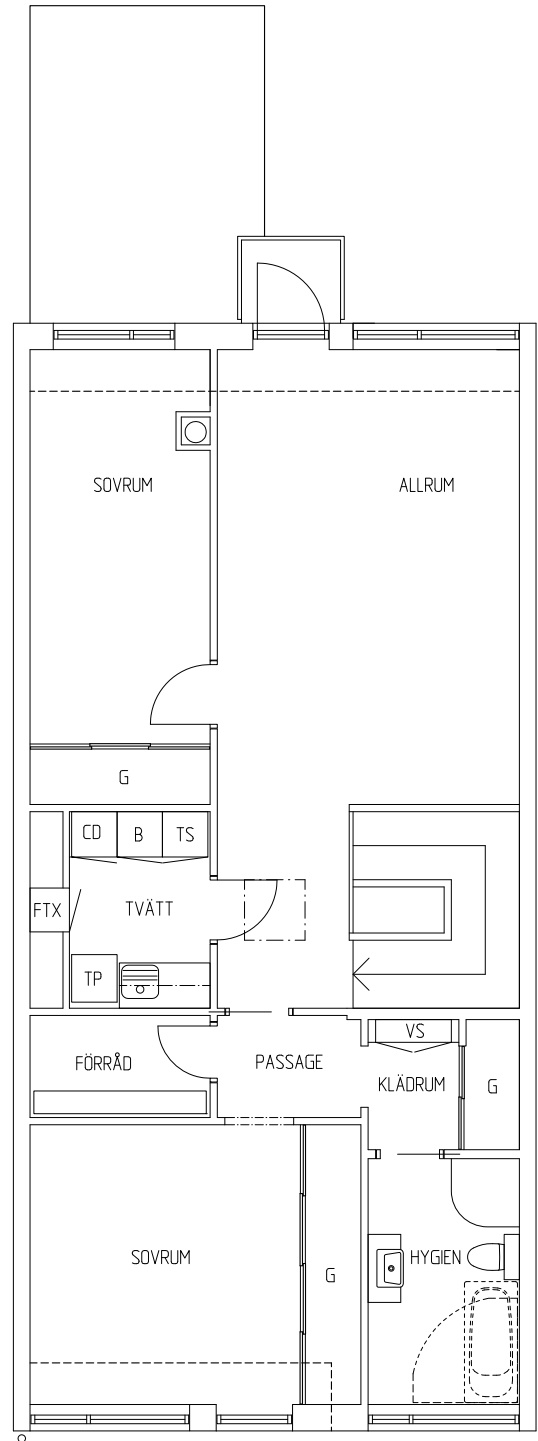 SOVRUM
ALLRUM
G
CD
B
TS
FTX
TVÄTT
TP
FÖRRÅD
PASSAGE
VS
KLÄDRUM
G
SOVRUM
G
HYGIEN